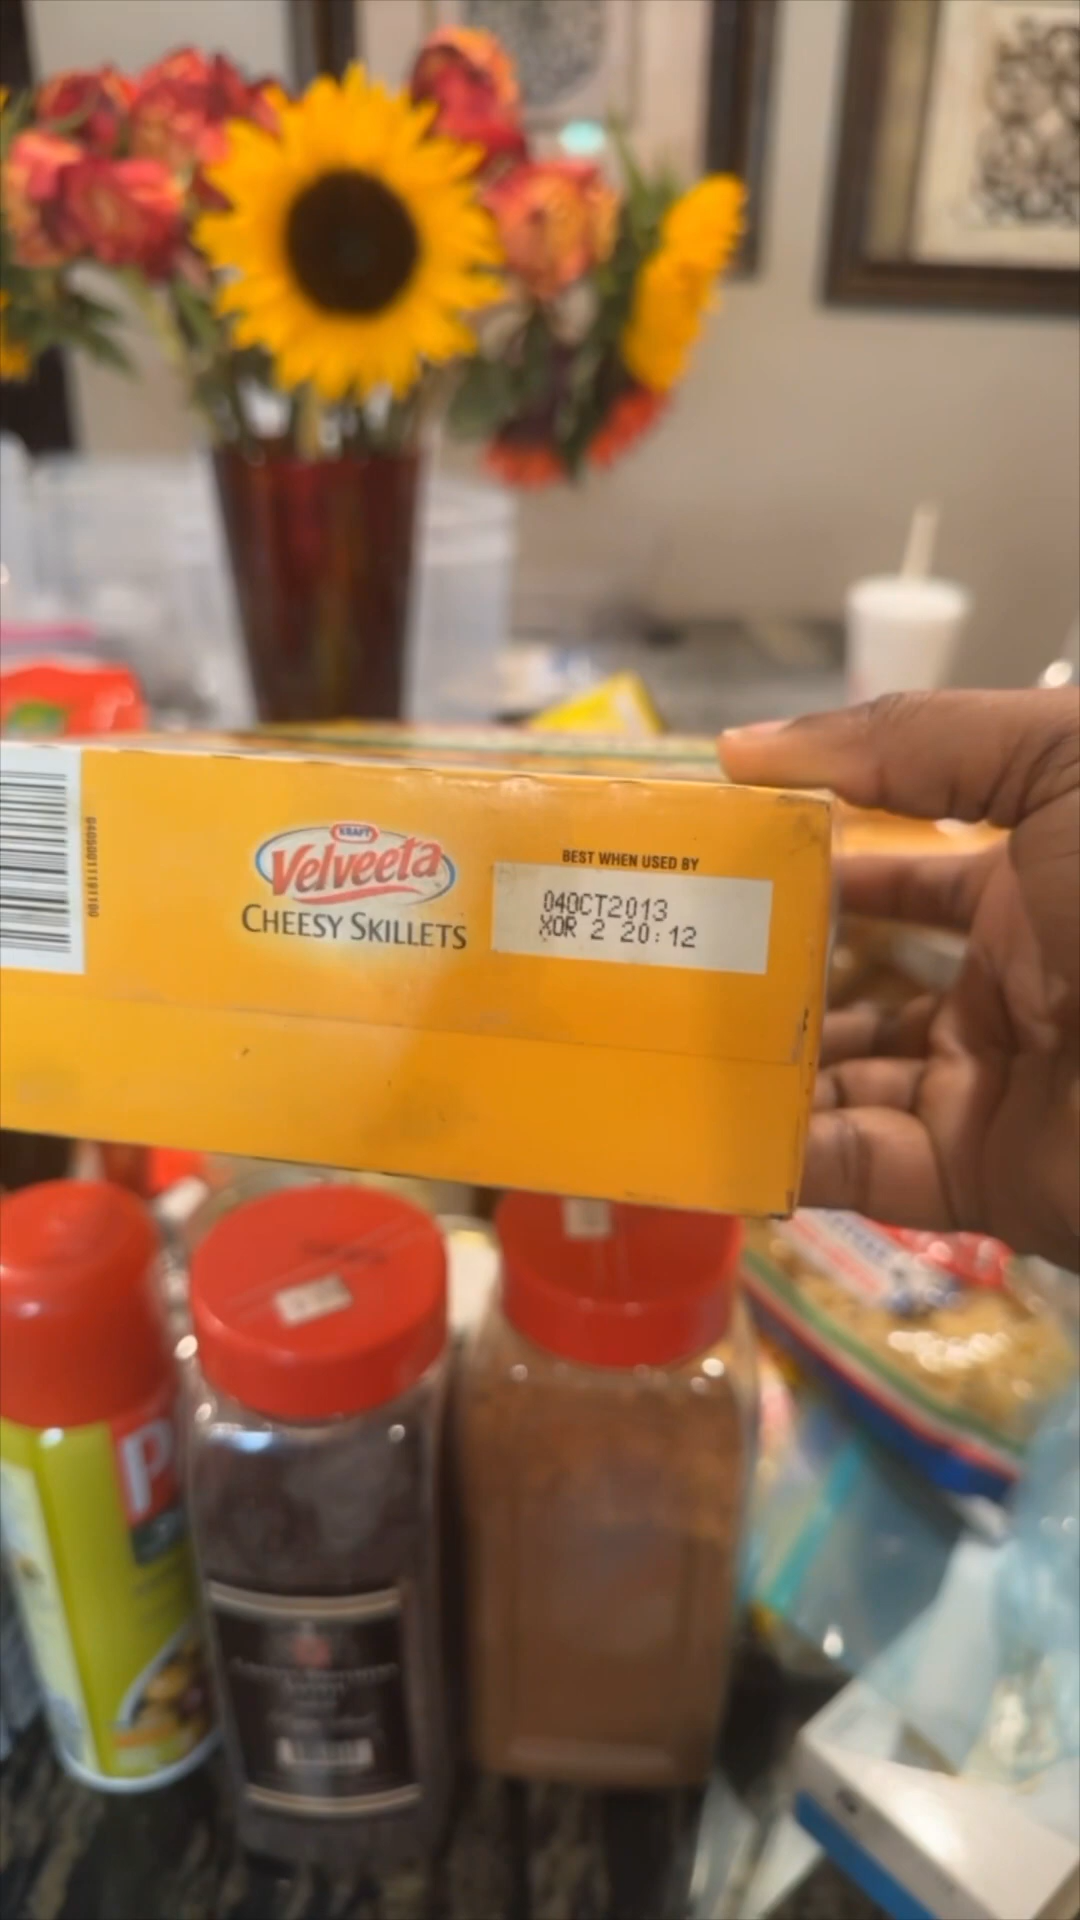 KRAFT
Velveeta
CHEESY SKILLETS
BEST WHEN USED BY
04OCT2013
XOR 2 20:12
P